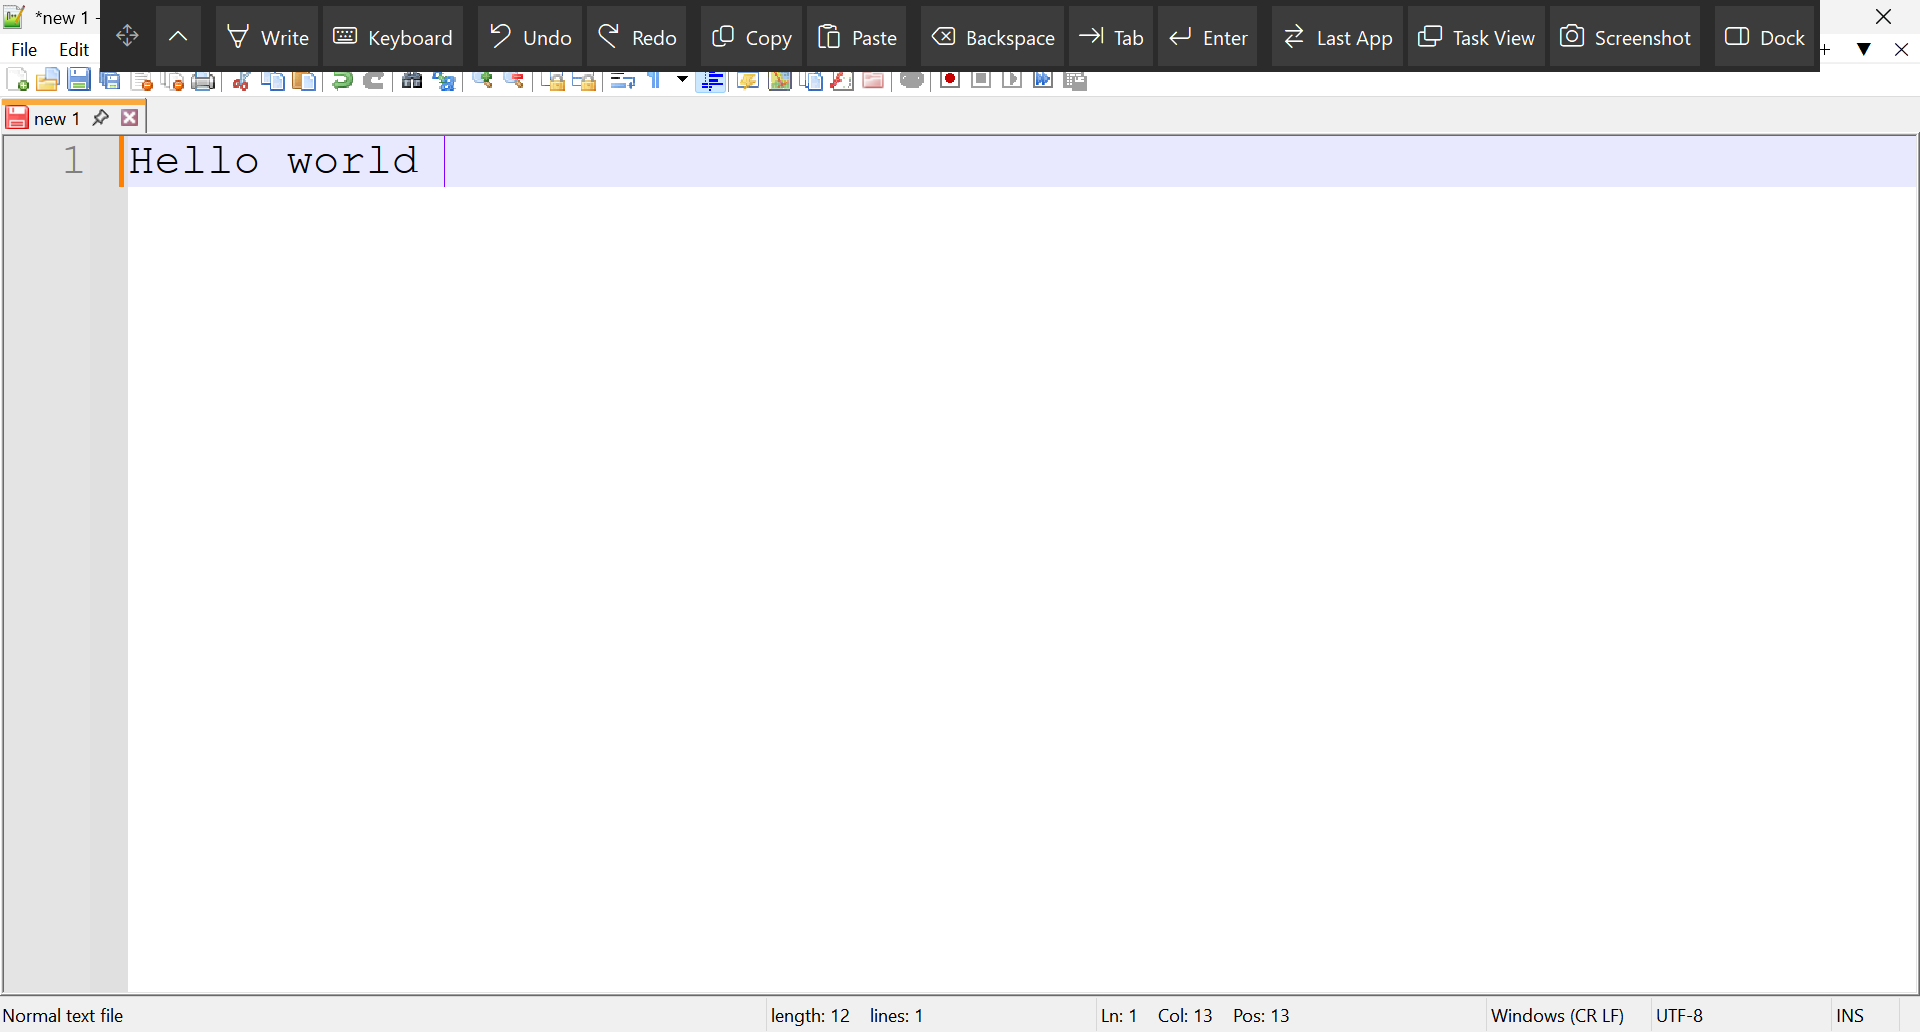 *new 1 -
Write Keyboard Undo Redo Copy Paste Backspace Tab Enter Last App Task View Screenshot Dock
File Edit
new 1
1 Hello world
Normal text file length: 12 lines: 1 Ln: 1 Col: 13 Pos: 13 Windows (CR LF) UTF-8 INS